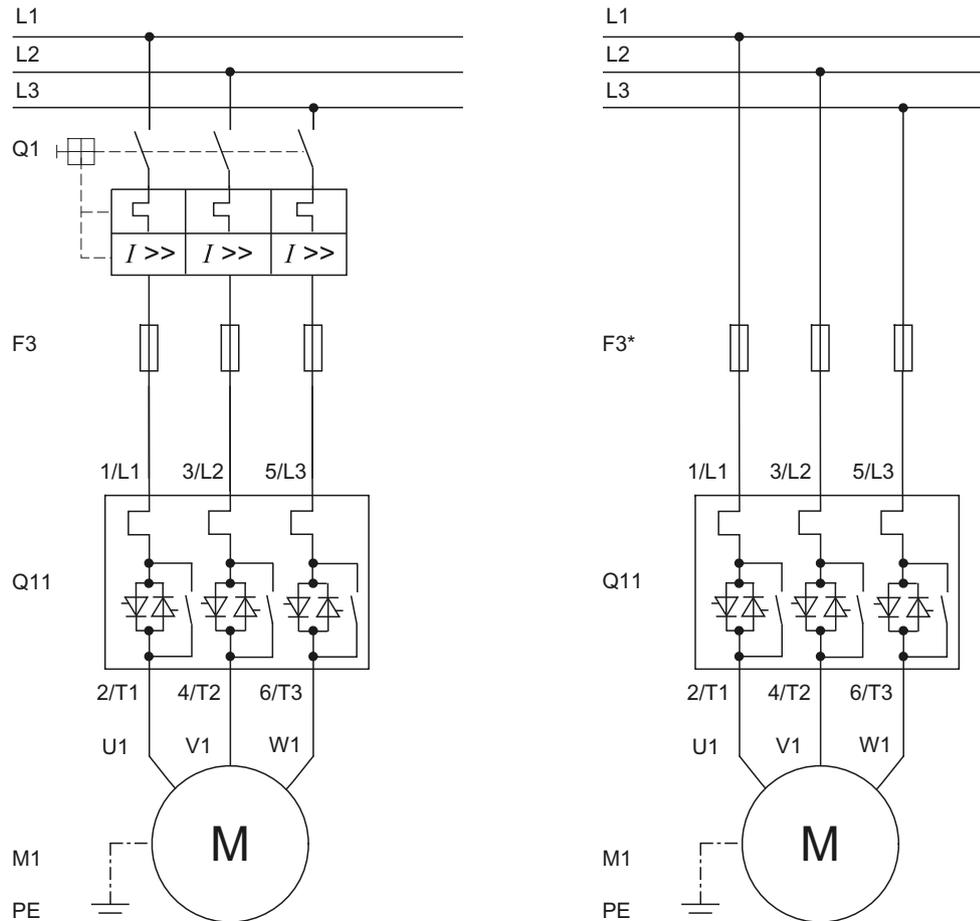 L1
L2
L3
Q1
I >> I >> I >>
F3
1/L1 3/L2 5/L3
Q11
2/T1 4/T2 6/T3
U1 V1 W1
M
M1
PE
L1
L2
L3
F3*
1/L1 3/L2 5/L3
Q11
2/T1 4/T2 6/T3
U1 V1 W1
M
M1
PE